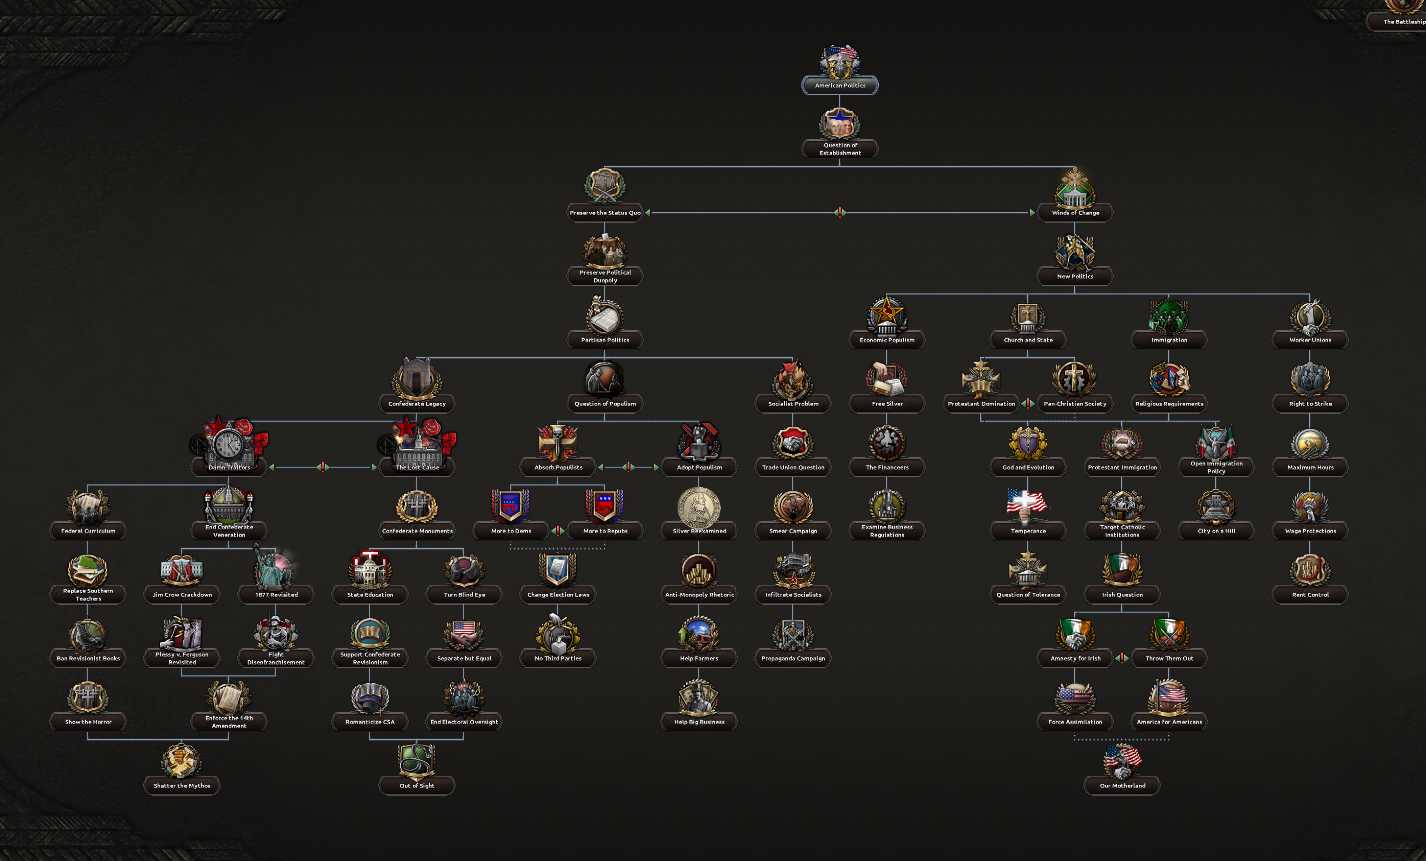 The Battleship
American Politics
Question of
Establishment
Preserve the Status Quo
Winds of Change
Preserve Political
Duopoly
New Politics
Partisan Politics
Economic Populism
Church and State
Immigration
Worker Unions
Confederate Legacy
Question of Populism
Socialist Problem
Free Silver
Protestant Domination
Pan-Christian Society
Religious Requirements
Right to Strike
Damn Traitors
The Lost Cause
Absorb Populists
Adopt Populism
Trade Union Question
The Financeers
God and Evolution
Protestant Immigration
Open Immigration
Policy
Maximum Hours
Federal Curriculum
End Confederate
Veneration
Confederate Monuments
More to Dems
More to Repubs
Silver Reexamined
Smear Campaign
Examine Business
Regulations
Temperance
Target Catholic
Institutions
City on a Hill
Wage Protections
Replace Southern
Teachers
Jim Crow Crackdown
1877 Revisited
State Education
Turn Blind Eye
Change Election Laws
Anti-Monopoly Rhetoric
Infiltrate Socialists
Question of Tolerance
Irish Question
Rent Control
Ban Revisionist Books
Plessy v. Ferguson
Revisited
Fight
Disenfranchisement
Support Confederate
Revisionism
Separate but Equal
No Third Parties
Help Farmers
Propaganda Campaign
Amnesty for Irish
Throw Them Out
Show the Horror
Enforce the 14th
Amendment
Romanticize CSA
End Electoral Oversight
Help Big Business
Force Assimilation
America for Americans
Shatter the Mythos
Out of Sight
Our Motherland